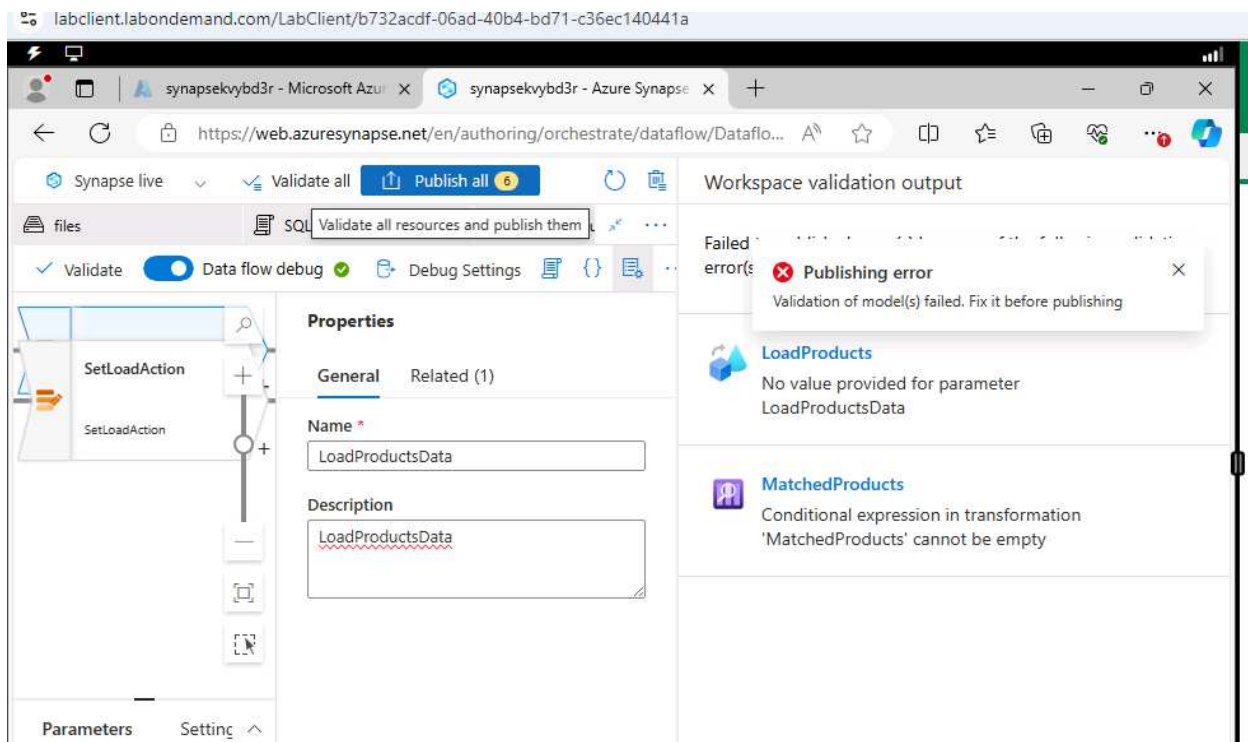 labclient.labondemand.com/LabClient/b732acdf-06ad-40b4-bd71-c36ec140441a
synapsekvybd3r - Microsoft Azur
synapsekvybd3r - Azure Synapse
https://web.azuresynapse.net/en/authoring/orchestrate/dataflow/Dataflo...
Synapse live
Validate all
Publish all 6
Workspace validation output
files
SQL
Validate all resources and publish them
Failed
error(s
Publishing error
Validation of model(s) failed. Fix it before publishing
Validate
Data flow debug
Debug Settings
Properties
SetLoadAction
SetLoadAction
General
Related (1)
Name *
LoadProductsData
Description
LoadProductsData
LoadProducts
No value provided for parameter
LoadProductsData
MatchedProducts
Conditional expression in transformation
'MatchedProducts' cannot be empty
Parameters
Setting